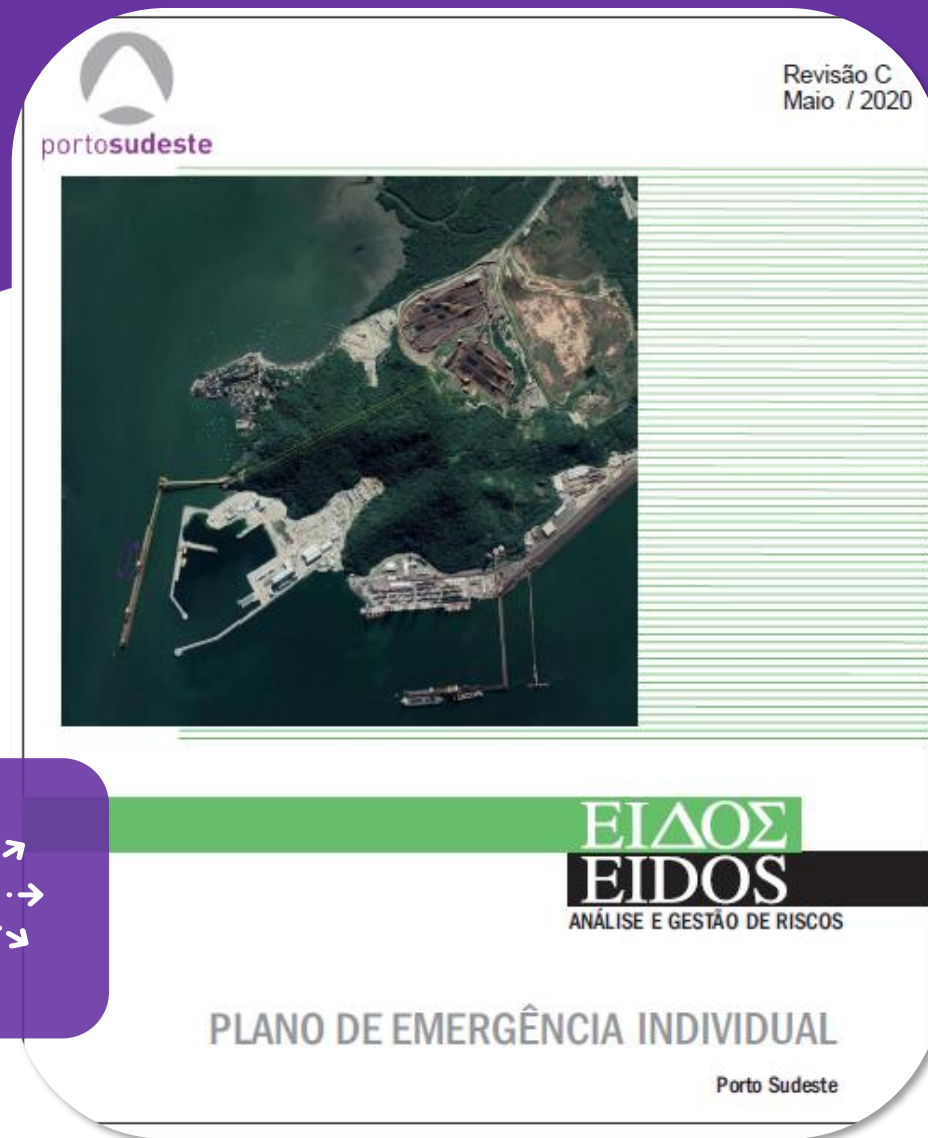 Revisão C
Maio / 2020
portosudeste
ΕΙΔΟΣ
EIDOS
ANÁLISE E GESTÃO DE RISCOS
PLANO DE EMERGÊNCIA INDIVIDUAL
Porto Sudeste